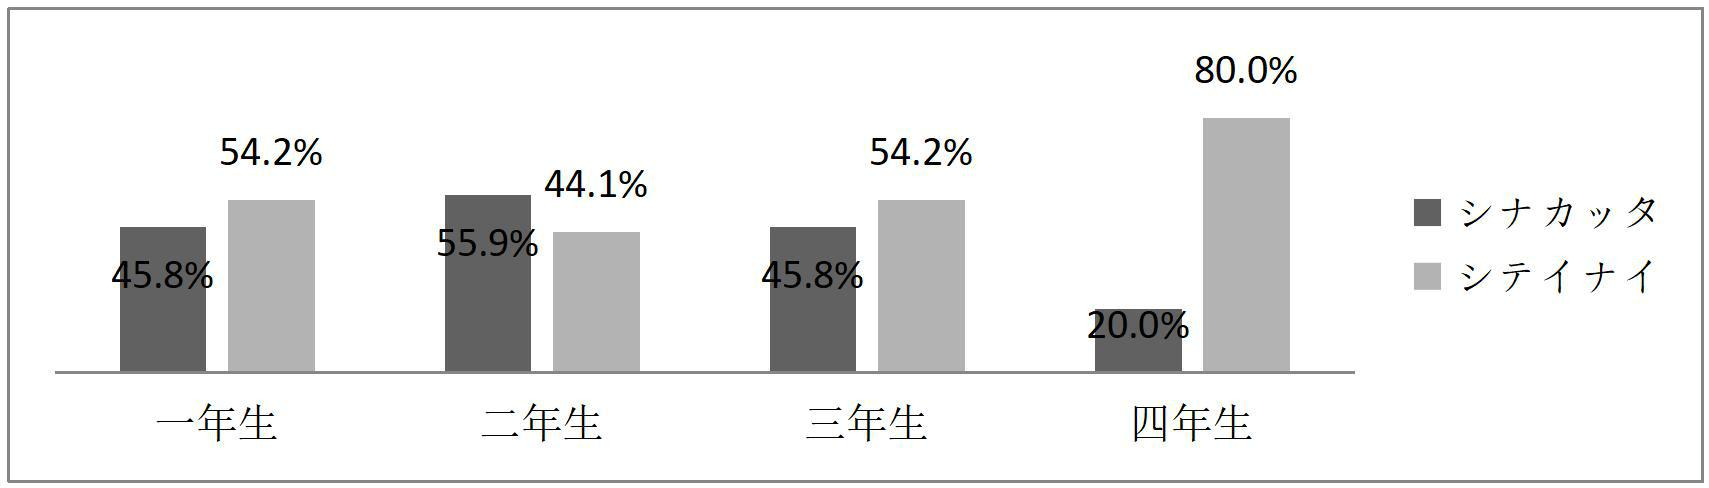 80.0%
54.2%
54.2%
44.1%
55.9%
45.8%
45.8%
20.0%
シナカッタ
シテイナイ
一年生
二年生
三年生
四年生